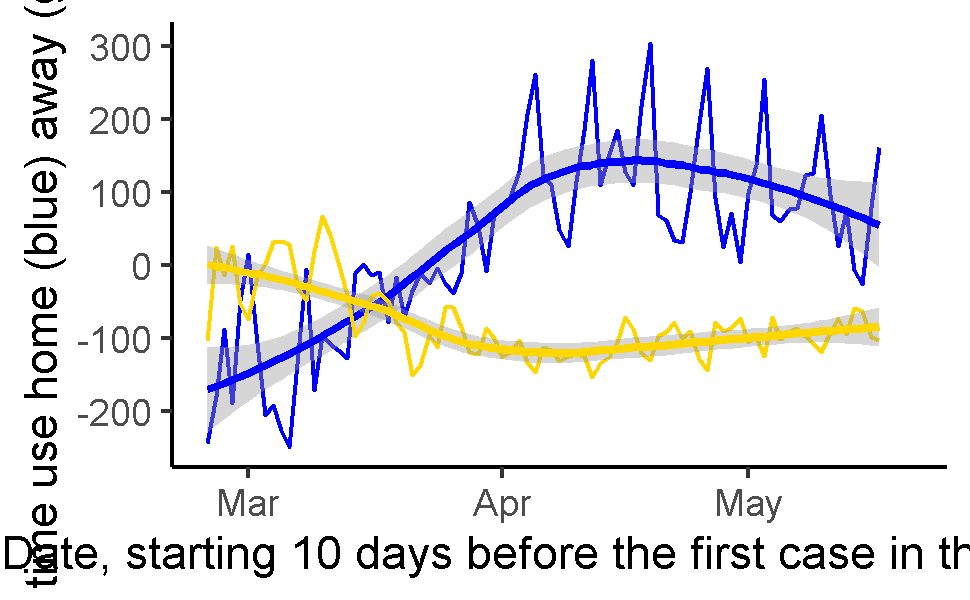 time use home (blue) away (
300
200
100
0
-100
-200
Mar Apr May
Date, starting 10 days before the first case in th